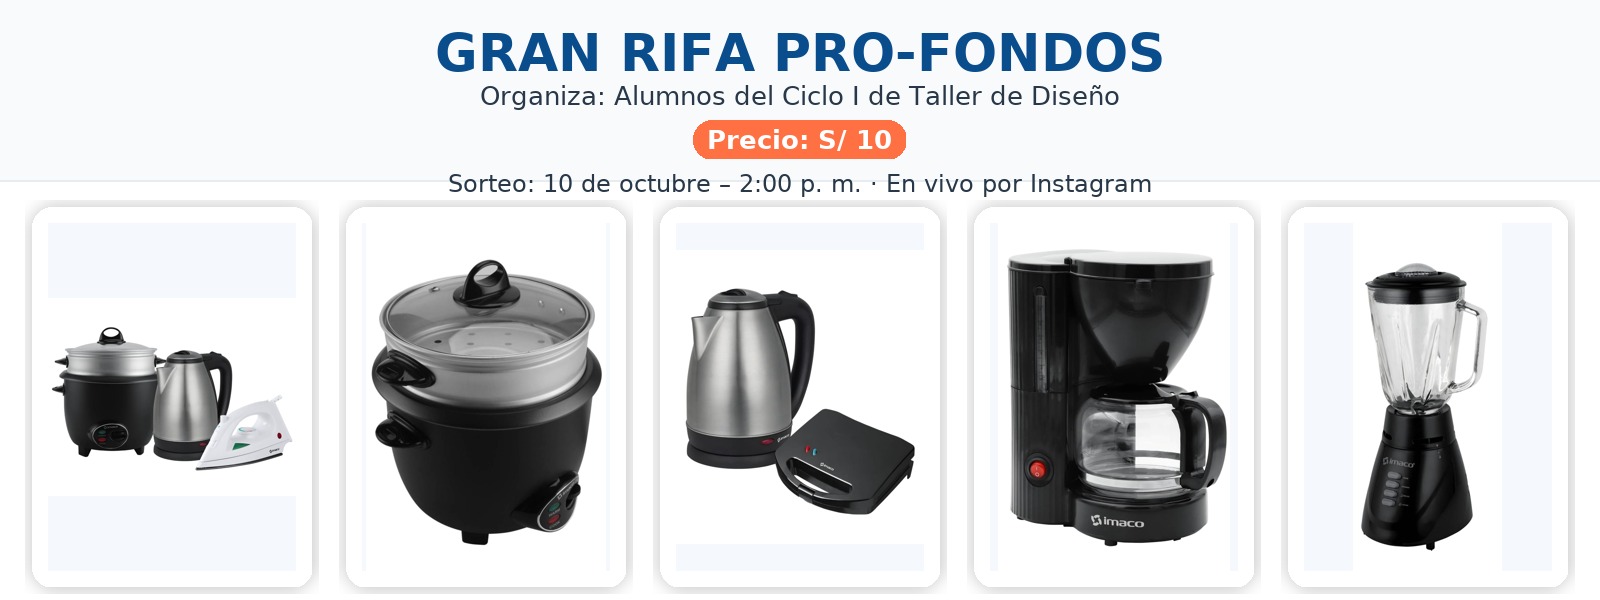 GRAN RIFA PRO-FONDOS
Organiza: Alumnos del Ciclo I de Taller de Diseño
Precio: S/ 10
Sorteo: 10 de octubre – 2:00 p. m. · En vivo por Instagram
imaco
imaco